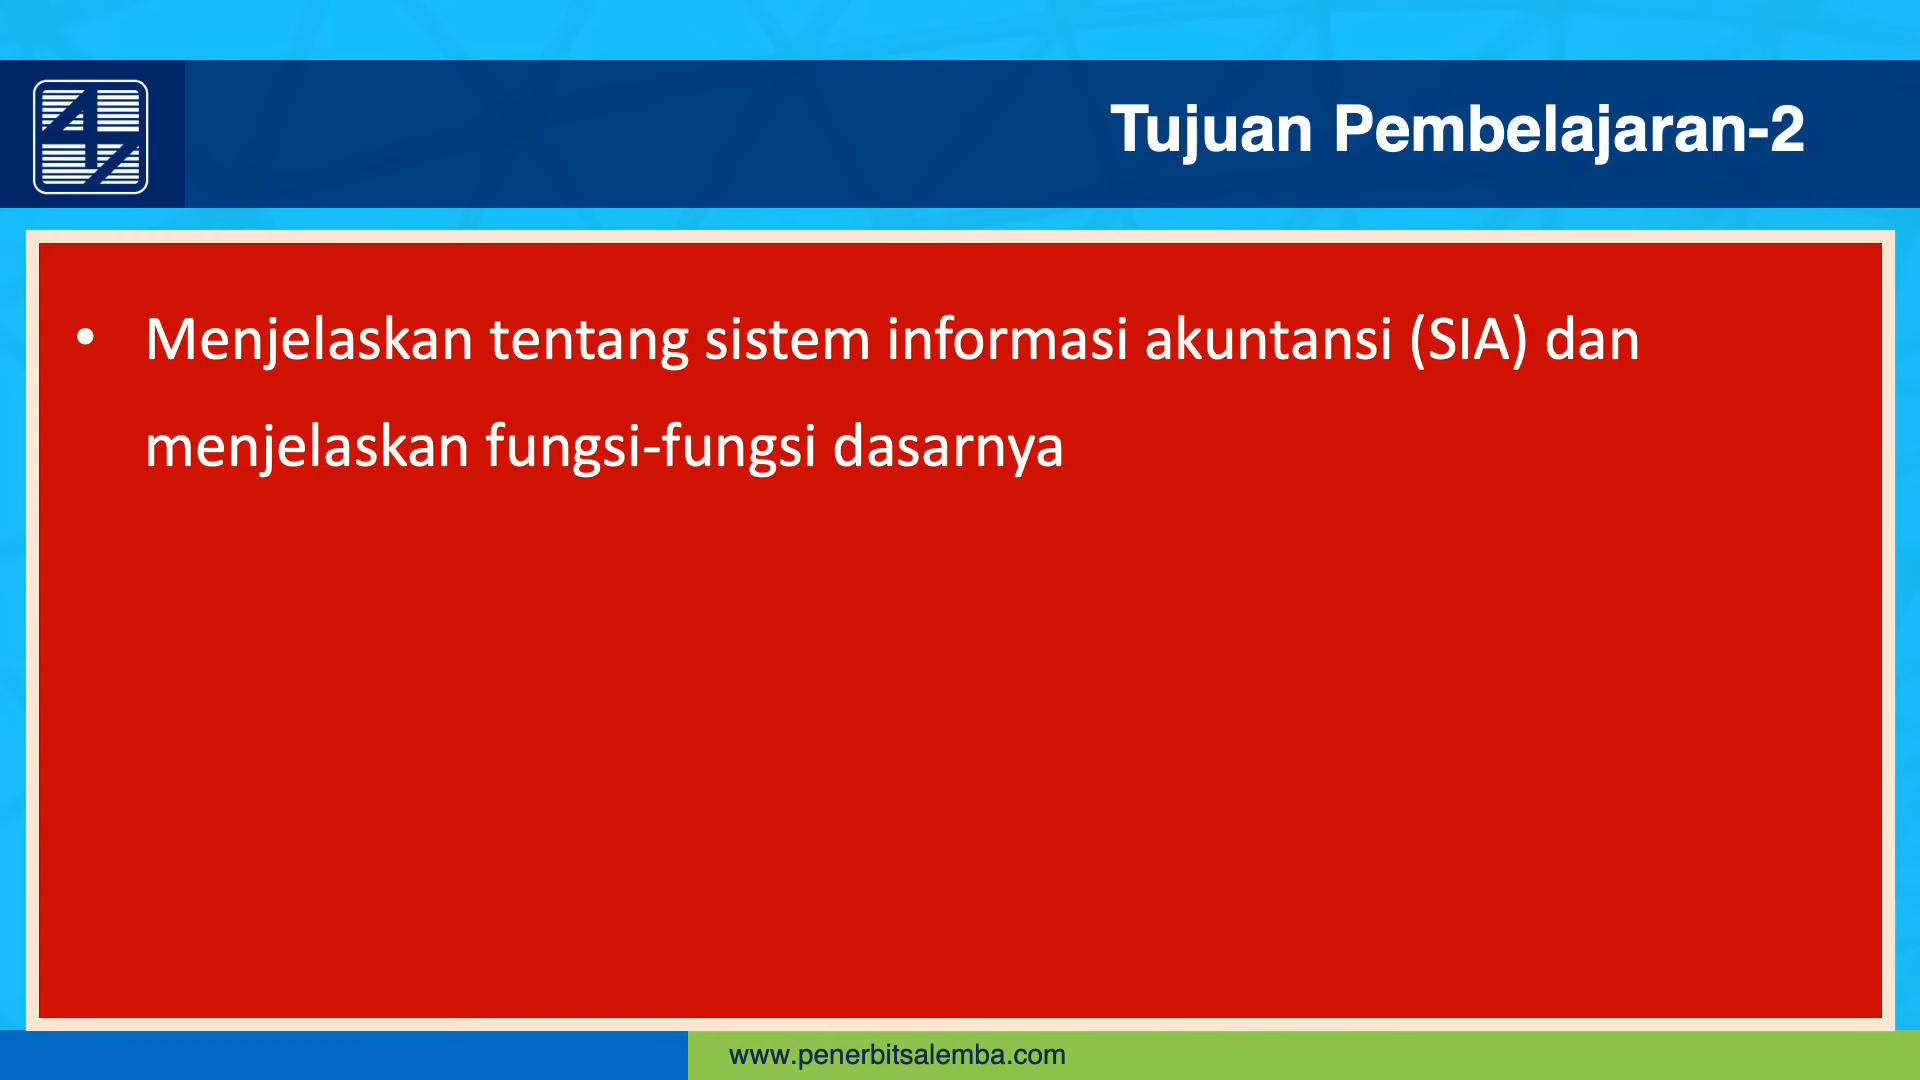 Tujuan Pembelajaran-2
• Menjelaskan tentang sistem informasi akuntansi (SIA) dan
menjelaskan fungsi-fungsi dasarnya
www.penerbitsalemba.com